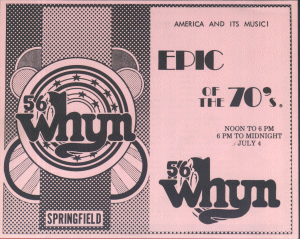 56
whyn
SPRINGFIELD
AMERICA AND ITS MUSIC!
EPIC
OF
THE 70's.
NOON TO 6 PM
6 PM TO MIDNIGHT
JULY 4
56
whyn